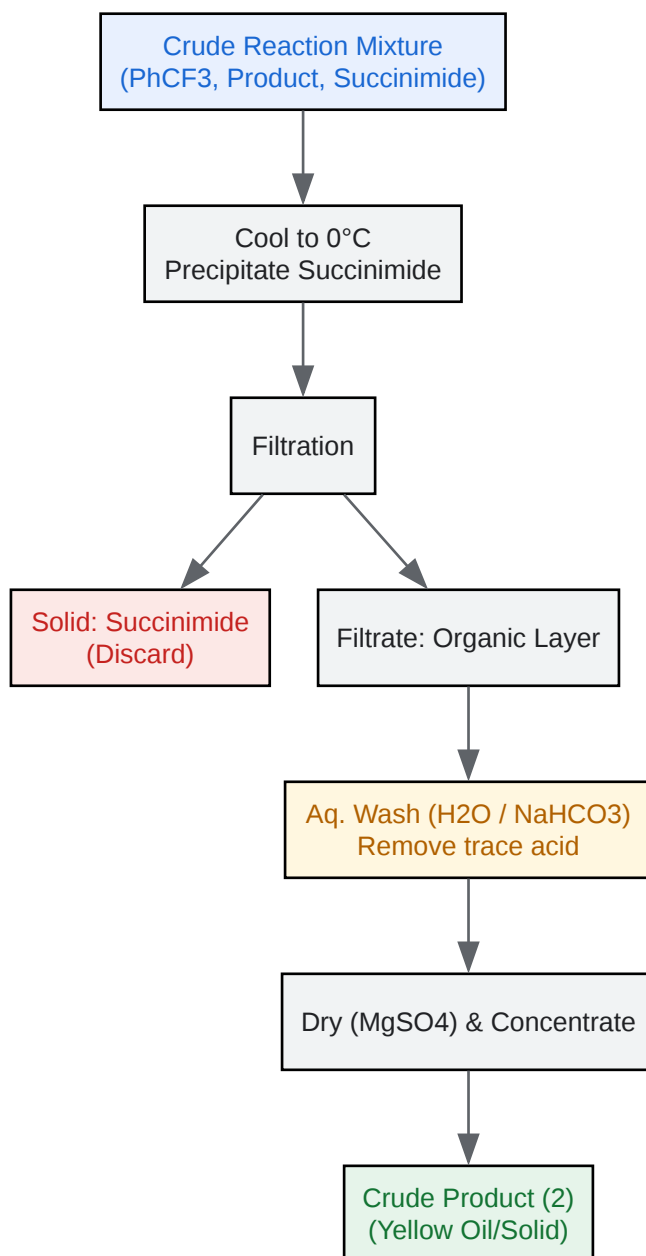 Crude Reaction Mixture
(PhCF3, Product, Succinimide)
Cool to 0°C
Precipitate Succinimide
Filtration
Solid: Succinimide
(Discard)
Filtrate: Organic Layer
Aq. Wash (H2O / NaHCO3)
Remove trace acid
Dry (MgSO4) & Concentrate
Crude Product (2)
(Yellow Oil/Solid)